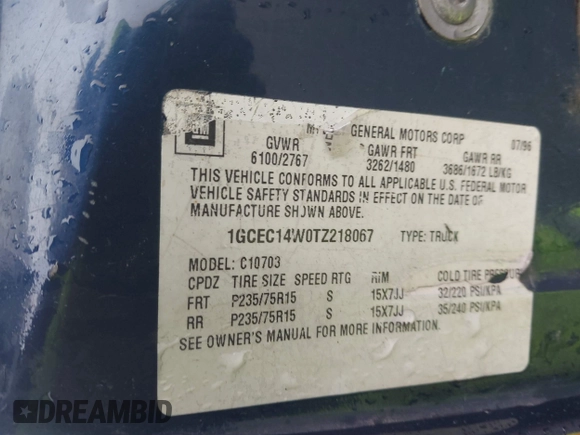 GM
GENERAL MOTORS CORP 07/96
GVWR GAWR FRT GAWR RR
6100/2767 3262/1480 3686/1672 LB/KG
THIS VEHICLE CONFORMS TO ALL APPLICABLE U.S. FEDERAL MOTOR
VEHICLE SAFETY STANDARDS IN EFFECT ON THE DATE OF
MANUFACTURE SHOWN ABOVE.
1GCEC14W0TZ218067 TYPE: TRUCK
MODEL: C10703
CPDZ TIRE SIZE SPEED RTG RIM COLD TIRE PRESSURE
FRT P235/75R15 S 15X7JJ 32/220 PSI/KPA
RR P235/75R15 S 15X7JJ 35/240 PSI/KPA
SEE OWNER'S MANUAL FOR MORE INFORMATION.
DREAMBID